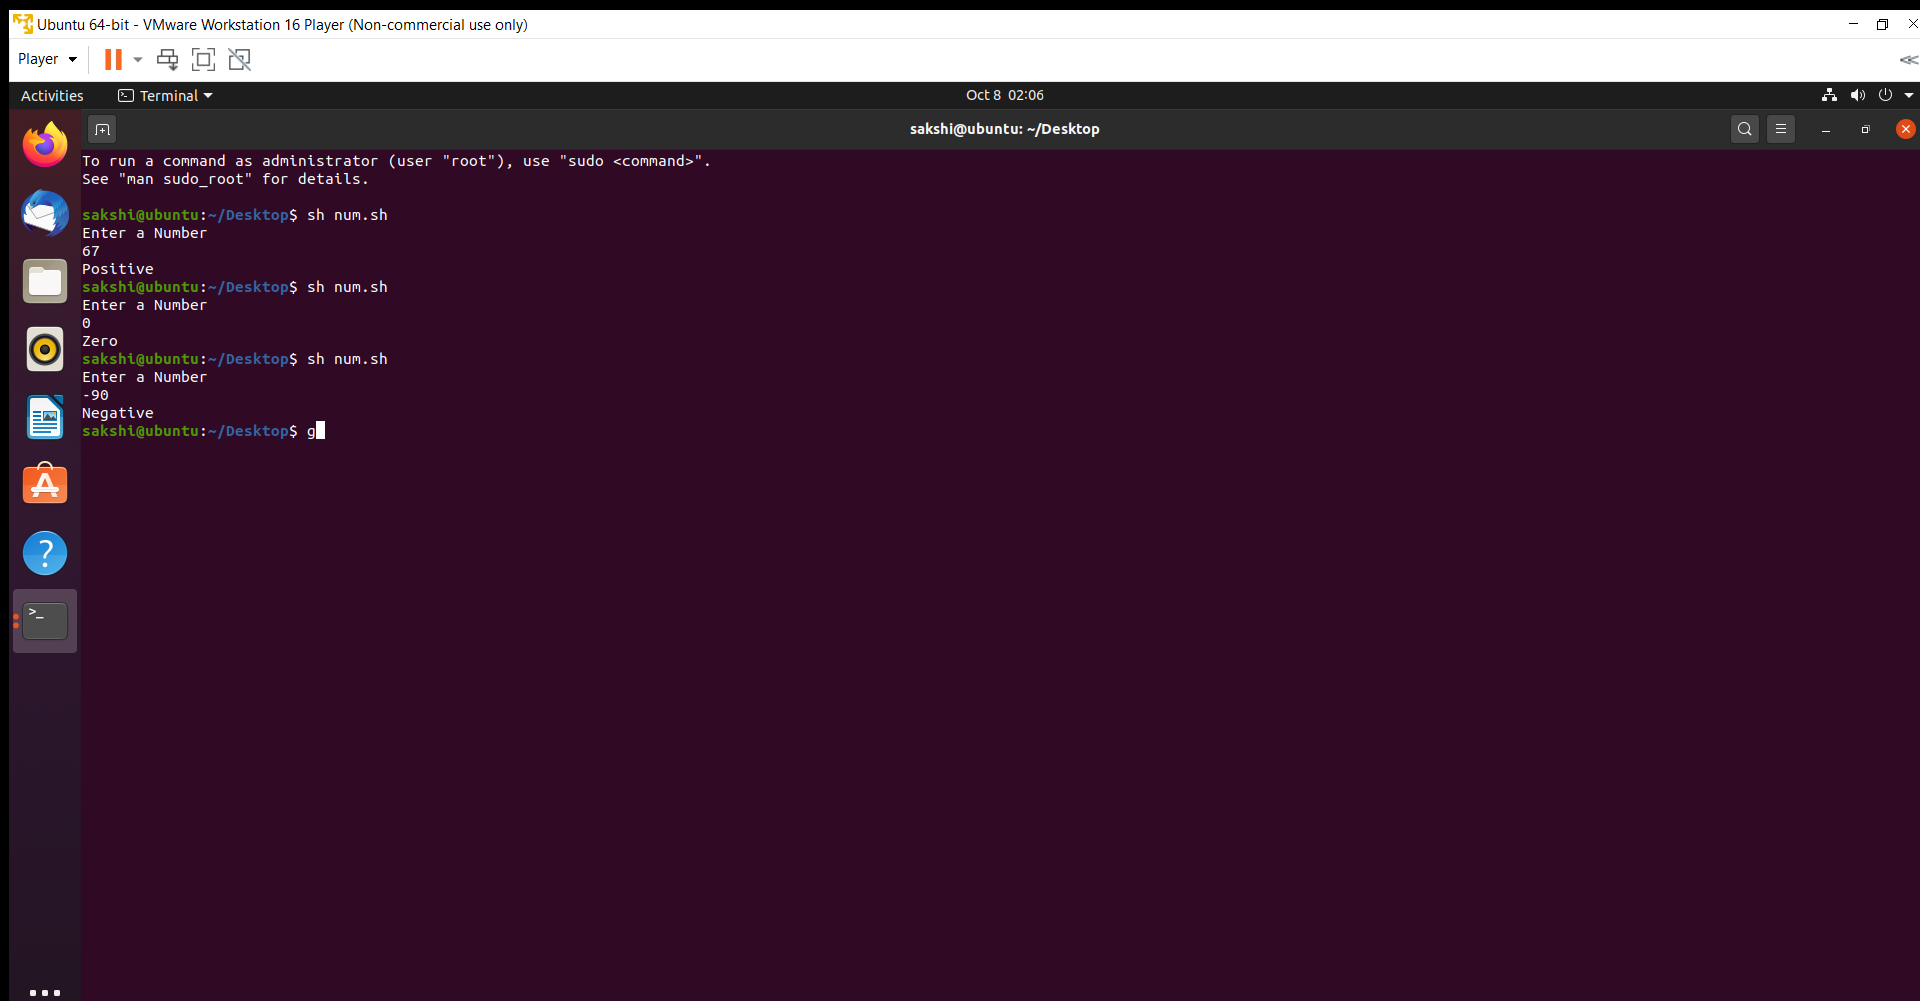 Ubuntu 64-bit - VMware Workstation 16 Player (Non-commercial use only)
Player
Activities
Terminal
Oct 8 02:06
sakshi@ubuntu: ~/Desktop
To run a command as administrator (user "root"), use "sudo <command>".
See "man sudo_root" for details.
sakshi@ubuntu:~/Desktop$ sh num.sh
Enter a Number
67
Positive
sakshi@ubuntu:~/Desktop$ sh num.sh
Enter a Number
0
Zero
sakshi@ubuntu:~/Desktop$ sh num.sh
Enter a Number
-90
Negative
sakshi@ubuntu:~/Desktop$ g